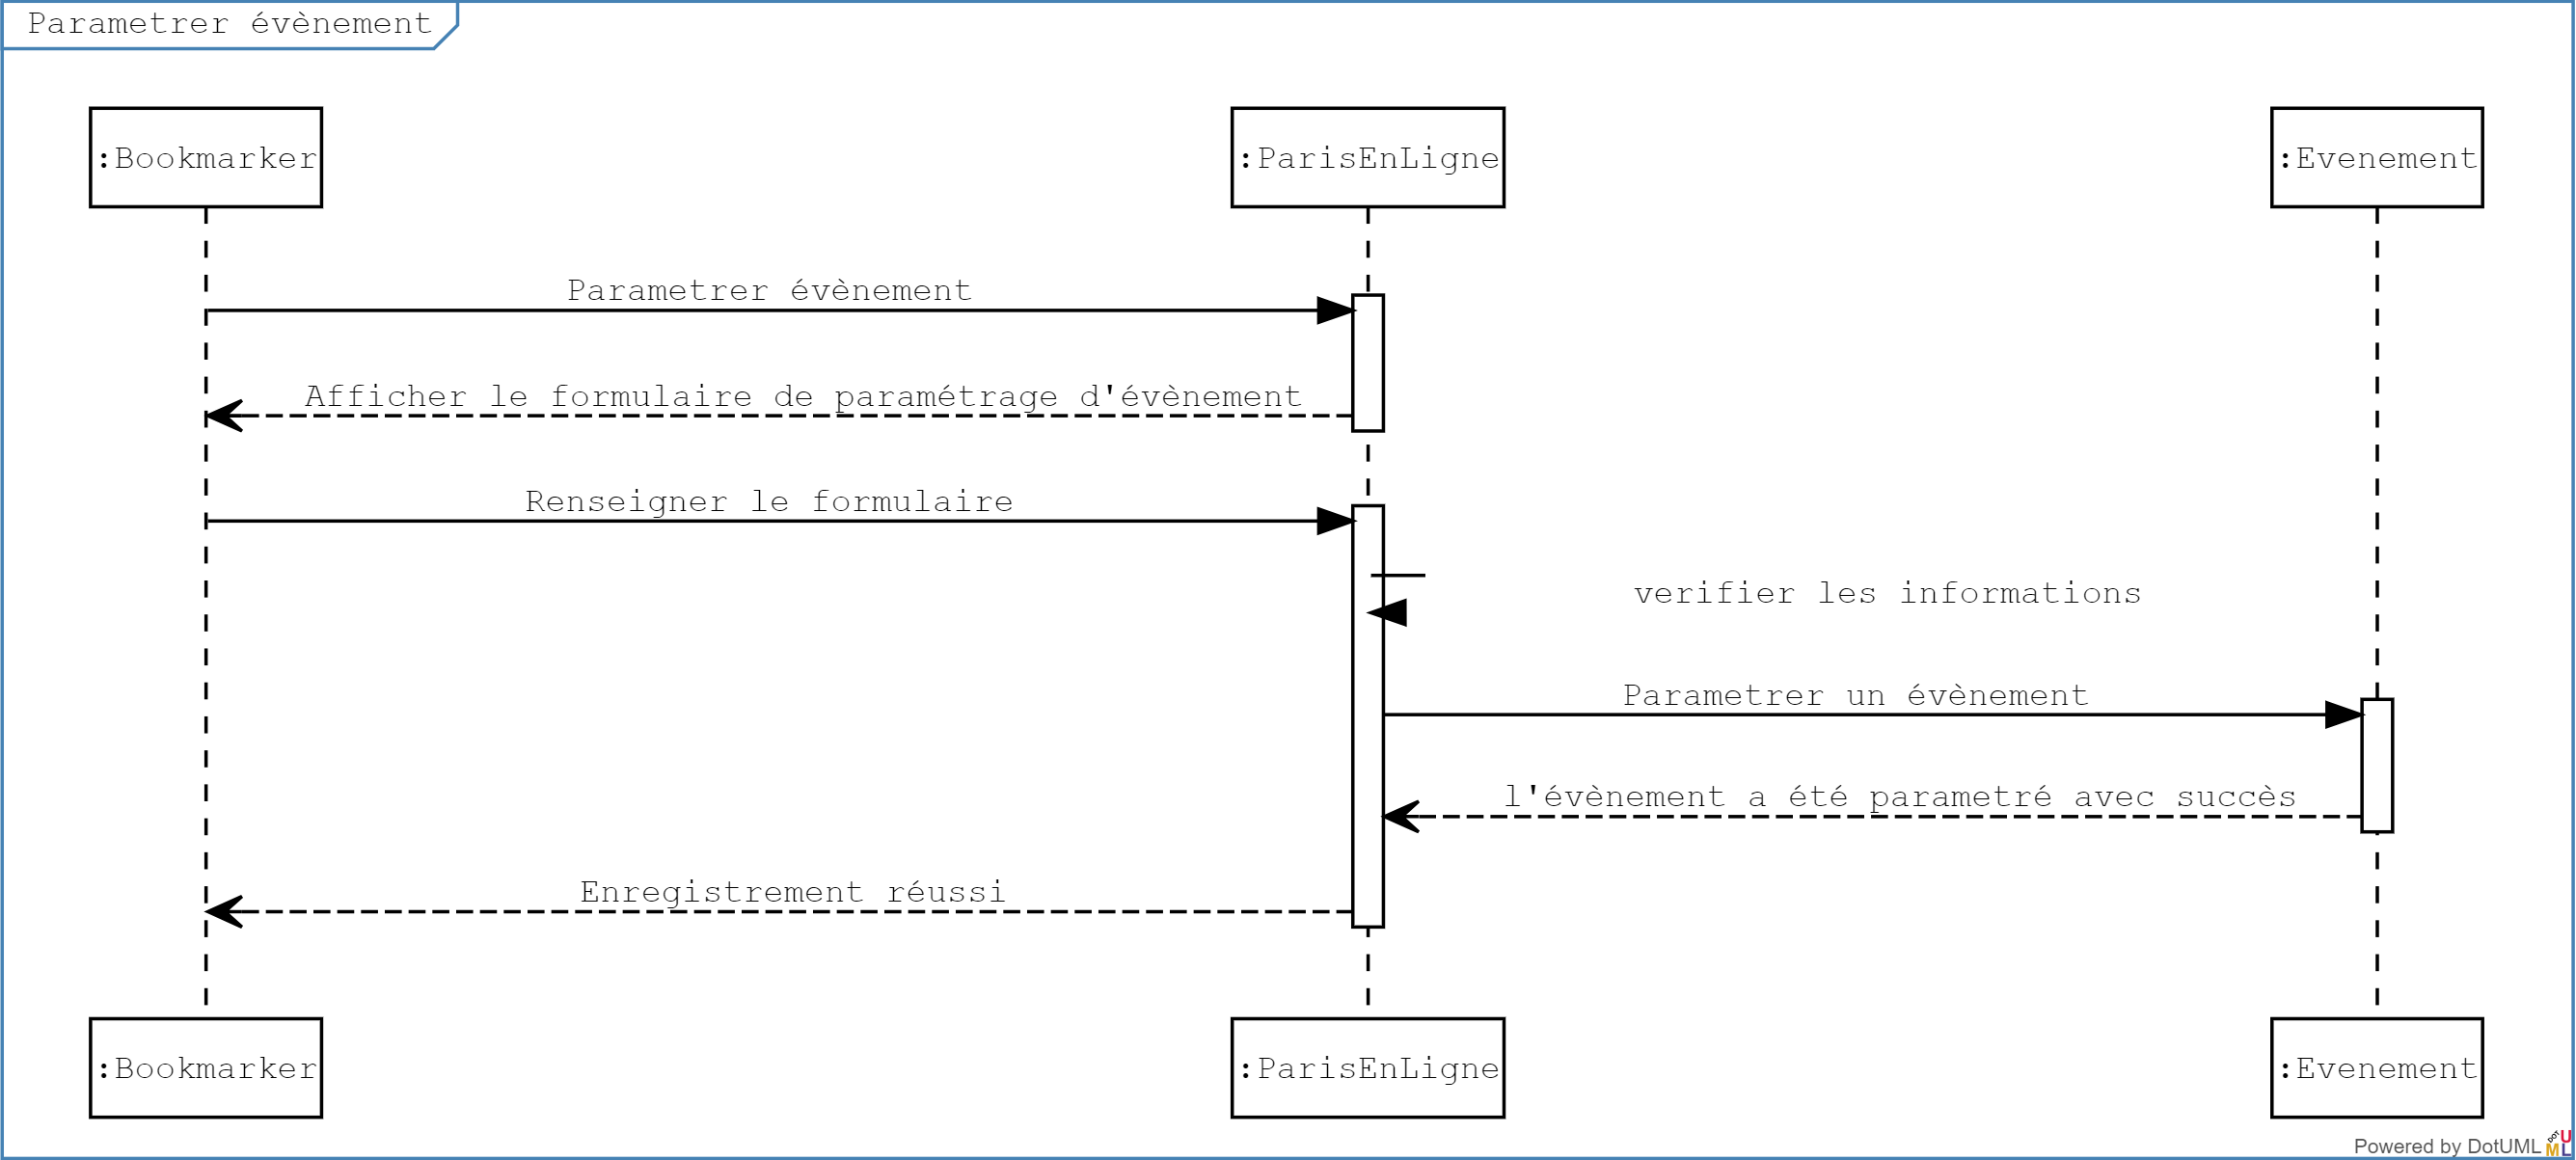 Parametrer évènement
:Bookmarker
:ParisEnLigne
:Evenement
Parametrer évènement
Afficher le formulaire de paramétrage d'évènement
Renseigner le formulaire
verifier les informations
Parametrer un évènement
l'évènement a été parametré avec succès
Enregistrement réussi
:Bookmarker
:ParisEnLigne
:Evenement
Powered by DotUML
DOT U
M L